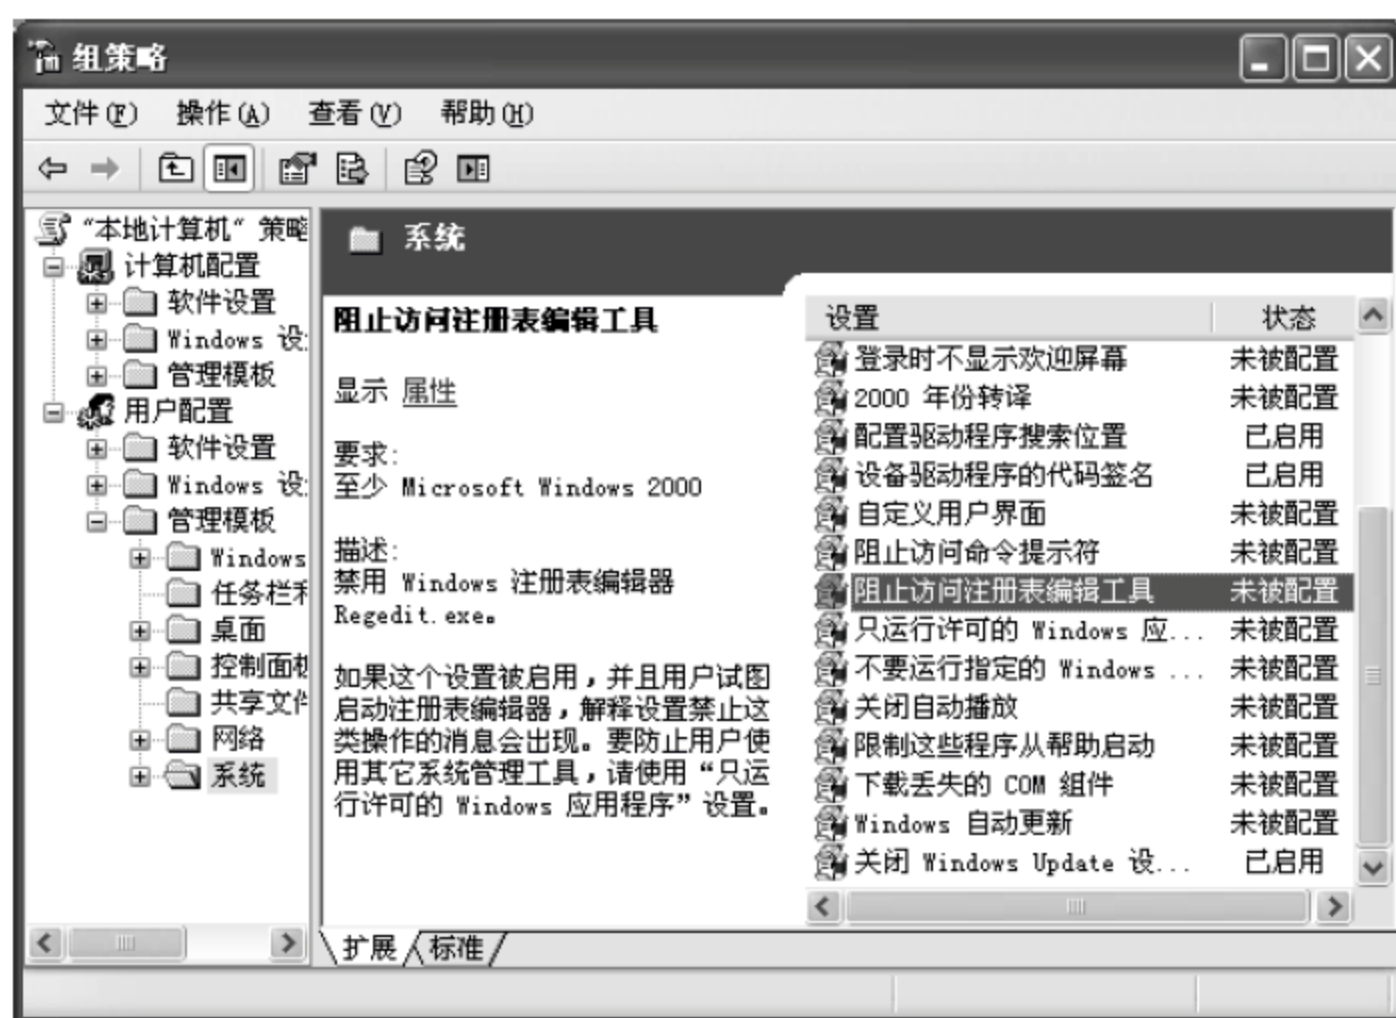 组策略
文件(F) 操作(A) 查看(V) 帮助(H)
“本地计算机” 策略
计算机配置
软件设置
Windows 设
管理模板
用户配置
软件设置
Windows 设
管理模板
Windows
任务栏和
桌面
控制面板
共享文件
网络
系统
系统
阻止访问注册表编辑工具
显示 属性
要求:
至少 Microsoft Windows 2000
描述:
禁用 Windows 注册表编辑器
Regedit.exe。
如果这个设置被启用，并且用户试图
启动注册表编辑器，解释设置禁止这
类操作的消息会出现。要防止用户使
用其它系统管理工具，请使用“只运
行许可的 Windows 应用程序”设置。
设置 状态
登录时不显示欢迎屏幕 未被配置
2000 年份转译 未被配置
配置驱动程序搜索位置 已启用
设备驱动程序的代码签名 已启用
自定义用户界面 未被配置
阻止访问命令提示符 未被配置
阻止访问注册表编辑工具 未被配置
只运行许可的 Windows 应... 未被配置
不要运行指定的 Windows ... 未被配置
关闭自动播放 未被配置
限制这些程序从帮助启动 未被配置
下载丢失的 COM 组件 未被配置
Windows 自动更新 未被配置
关闭 Windows Update 设... 已启用
扩展 标准